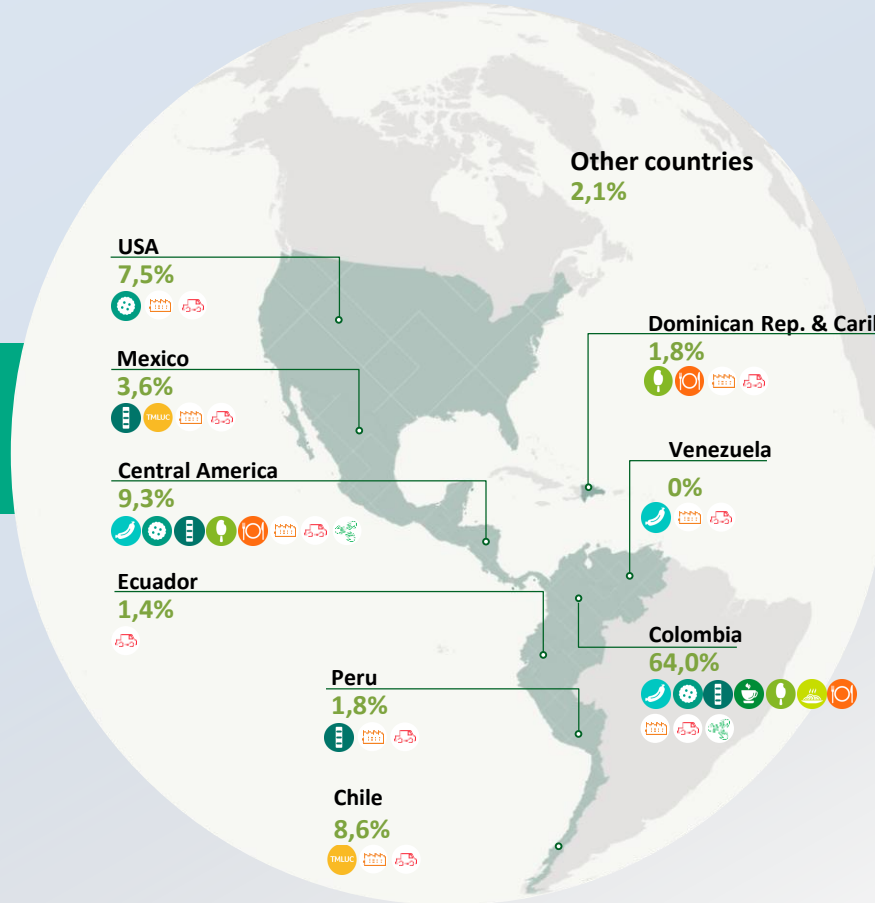 Other countries
2,1%
USA
7,5%
Mexico
3,6%
TMLUC
Central America
9,3%
Ecuador
1,4%
Peru
1,8%
Chile
8,6%
TMLUC
Dominican Rep. & Carib
1,8%
Venezuela
0%
Colombia
64,0%